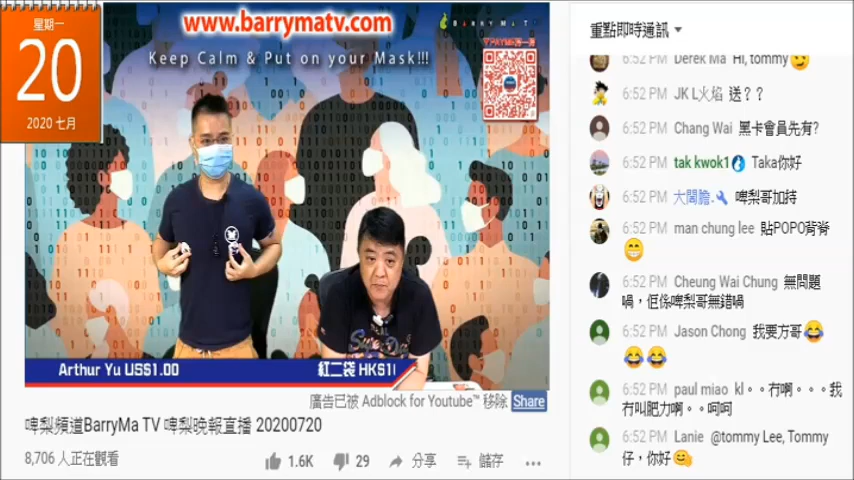 星期一
20
2020 七月
www.barrymatv.com
BARRYMATV
Keep Calm & Put on your Mask!!!
Arthur Yu US$1.00
紅二袋 HK$1
廣告已被 Adblock for Youtube™ 移除 Share
啤梨頻道BarryMa TV 啤梨晚報直播 20200720
8,706 人正在觀看
1.6K
29
分享
儲存
重點即時通訊
6:52 PM Derek Ma Hi, tommy
6:52 PM JK L火焰 送？？
6:52 PM Chang Wai 黑卡會員先有?
6:52 PM tak kwok1 Taka你好
6:52 PM 大闊膽. 啤梨哥加持
6:52 PM man chung lee 貼POPO背脊
6:52 PM Cheung Wai Chung 無問題
喎，佢係啤梨哥無錯喎
6:52 PM Jason Chong 我要方哥
6:52 PM paul miao kl。。冇啊。。。我
冇叫肥力啊。。呵呵
6:52 PM Lanie @tommy Lee, Tommy
仔，你好